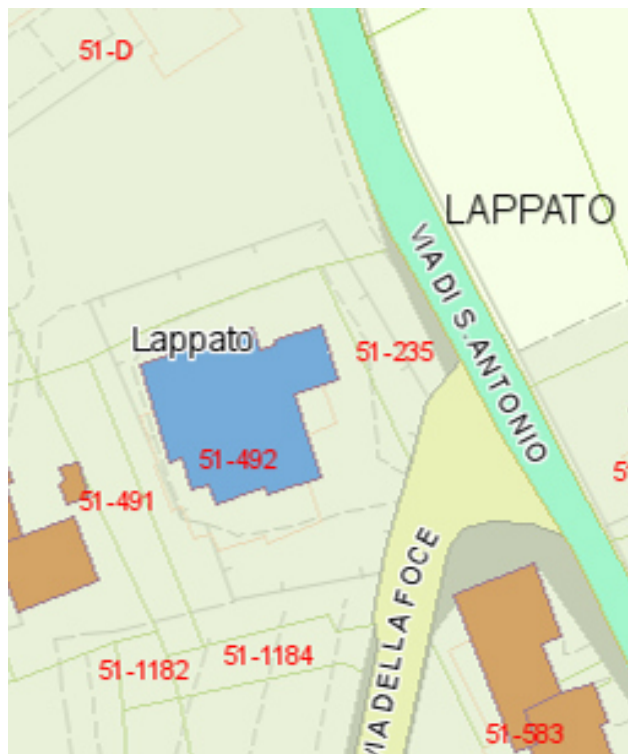 51-D
LAPPATO
VIA DI S.ANTONIO
Lappato
51-235
51-492
51-491
VIA DELLA FOCE
51-1184
51-1182
51-583